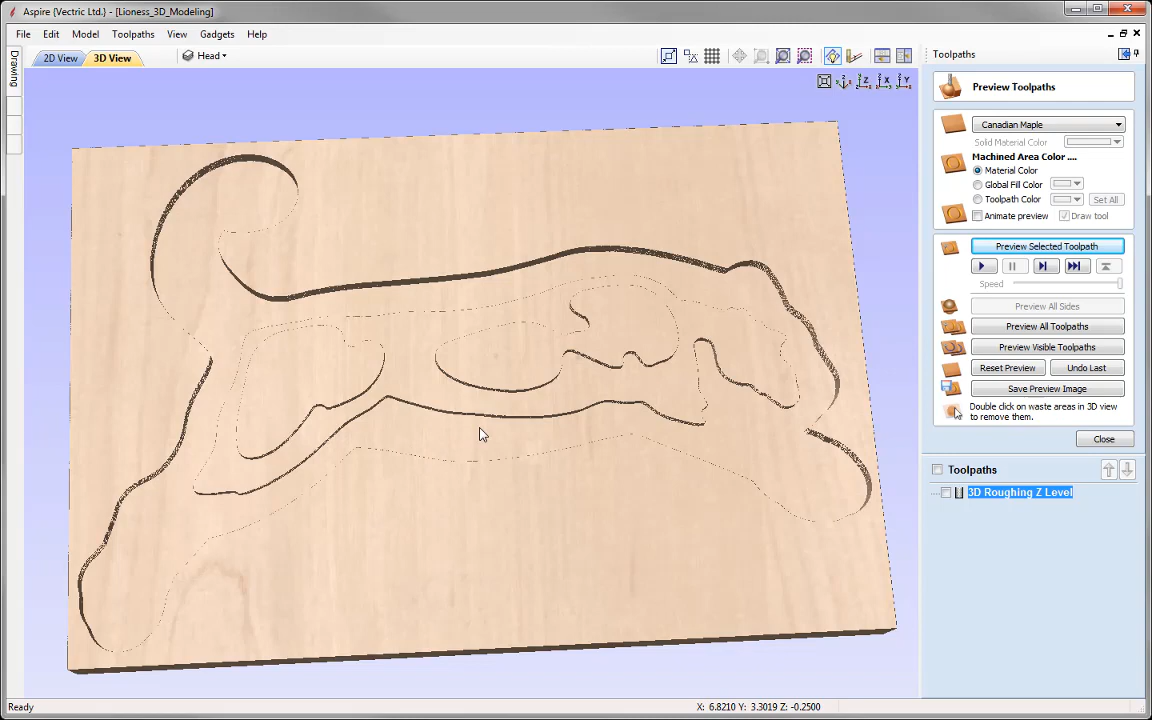 Aspire {Vectric Ltd.} - [Lioness_3D_Modeling]
File Edit Model Toolpaths View Gadgets Help
Drawing
2D View 3D View Head
Z X Y
Toolpaths
Preview Toolpaths
Canadian Maple
Solid Material Color
Machined Area Color ....
Material Color
Global Fill Color
Toolpath Color Set All
Animate preview Draw tool
Preview Selected Toolpath
Speed
Preview All Sides
Preview All Toolpaths
Preview Visible Toolpaths
Reset Preview Undo Last
Save Preview Image
Double click on waste areas in 3D view
to remove them.
Close
Toolpaths
3D Roughing Z Level
Ready X: 6.8210 Y: 3.3019 Z: -0.2500